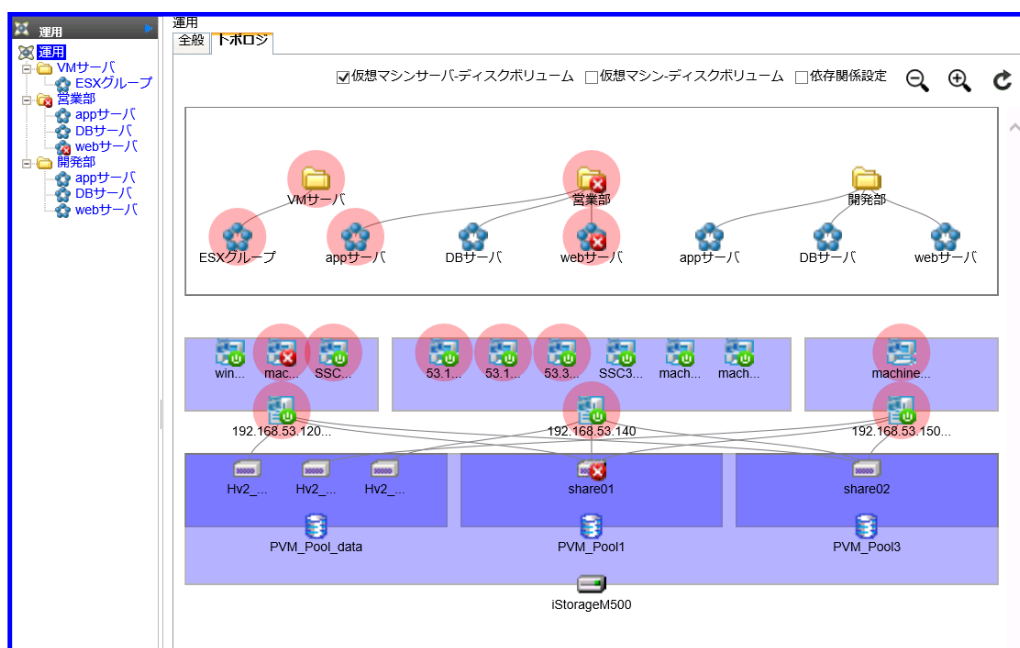 運用
運用
VMサーバ
ESXグループ
営業部
appサーバ
DBサーバ
webサーバ
開発部
appサーバ
DBサーバ
webサーバ
運用
全般 トポロジ
仮想マシンサーバ-ディスクボリューム 仮想マシン-ディスクボリューム 依存関係設定
VMサーバ 営業部 開発部
ESXグループ appサーバ DBサーバ webサーバ appサーバ DBサーバ webサーバ
win... mac... SSC... 53.1... 53.1... 53.3... SSC3... mach... mach... machine...
192.168.53.120... 192.168.53.140 192.168.53.150...
Hv2_... Hv2_... Hv2_... share01 share02
PVM_Pool_data PVM_Pool1 PVM_Pool3
iStorageM500